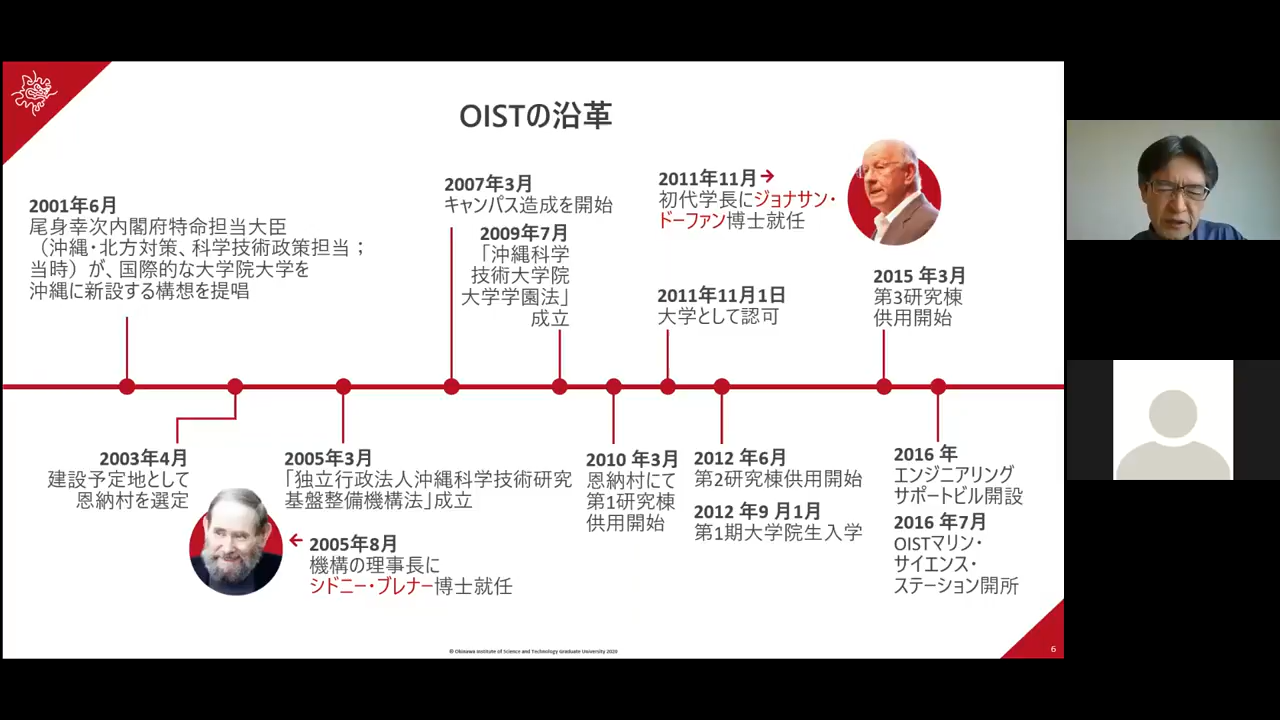 OISTの沿革
2001年6月
尾身幸次内閣府特命担当大臣
（沖縄・北方対策、科学技術政策担当；
当時）が、国際的な大学院大学を
沖縄に新設する構想を提唱
2003年4月
建設予定地として
恩納村を選定
2005年3月
「独立行政法人沖縄科学技術研究
基盤整備機構法」成立
2005年8月
機構の理事長に
シドニー・ブレナー博士就任
2007年3月
キャンパス造成を開始
2009年7月
「沖縄科学
技術大学院
大学学園法」
成立
2010 年3月
恩納村にて
第1研究棟
供用開始
2011年11月
初代学長にジョナサン・
ドーファン博士就任
2011年11月1日
大学として認可
2012 年6月
第2研究棟供用開始
2012 年9 月1月
第1期大学院生入学
2015 年3月
第3研究棟
供用開始
2016 年
エンジニアリング
サポートビル開設
2016 年7月
OISTマリン・
サイエンス・
ステーション開所
© Okinawa Institute of Science and Technology Graduate University 2020
6